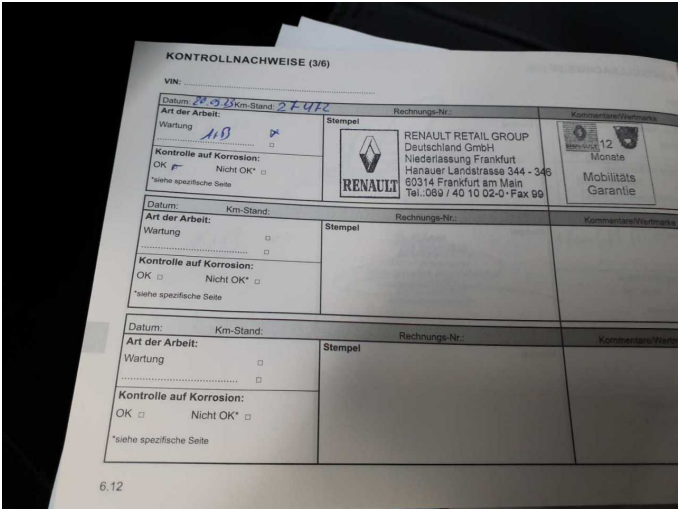 KONTROLLNACHWEISE (3/6)
VIN:
Datum: 20.09.23 Km-Stand: 27472 Rechnungs-Nr.: Kommentare/Wertmarke
Art der Arbeit:
Wartung
Kontrolle auf Korrosion:
OK Nicht OK*
*siehe spezifische Seite
Stempel
RENAULT
RENAULT RETAIL GROUP
Deutschland GmbH
Niederlassung Frankfurt
Hanauer Landstrasse 344 - 346
60314 Frankfurt am Main
Tel.:069 / 40 10 02-0 · Fax 99
12
Monate
Mobilitäts
Garantie
Datum: Km-Stand: Rechnungs-Nr.: Kommentare/Wertmarke
Art der Arbeit:
Wartung
Kontrolle auf Korrosion:
OK Nicht OK*
*siehe spezifische Seite
Stempel
Datum: Km-Stand: Rechnungs-Nr.: Kommentare/Wertm
Art der Arbeit:
Wartung
Kontrolle auf Korrosion:
OK Nicht OK*
*siehe spezifische Seite
Stempel
6.12